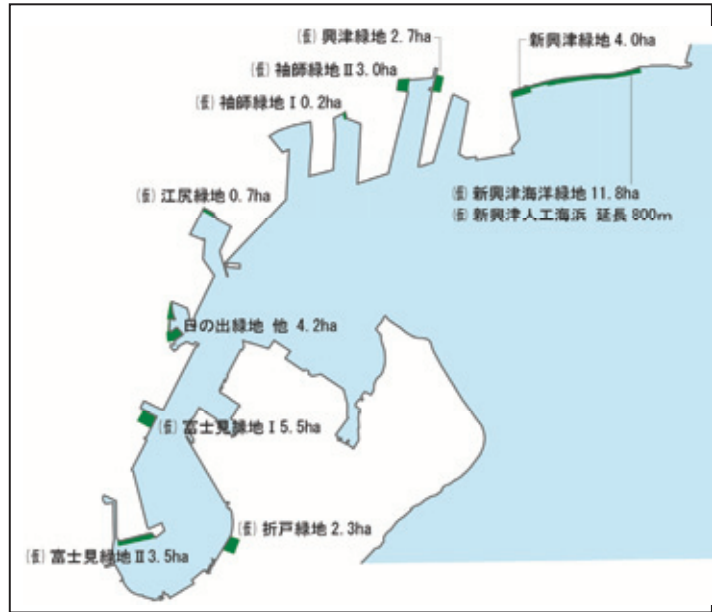 (仮) 興津緑地 2.7ha
新興津緑地 4.0ha
(仮) 袖師緑地Ⅱ 3.0ha
(仮) 袖師緑地Ⅰ 0.2ha
(仮) 新興津海洋緑地 11.8ha
(仮) 新興津人工海浜 延長 800m
(仮) 江尻緑地 0.7ha
日の出緑地 他 4.2ha
(仮) 富士見緑地Ⅰ 5.5ha
(仮) 折戸緑地 2.3ha
(仮) 富士見緑地Ⅱ 3.5ha